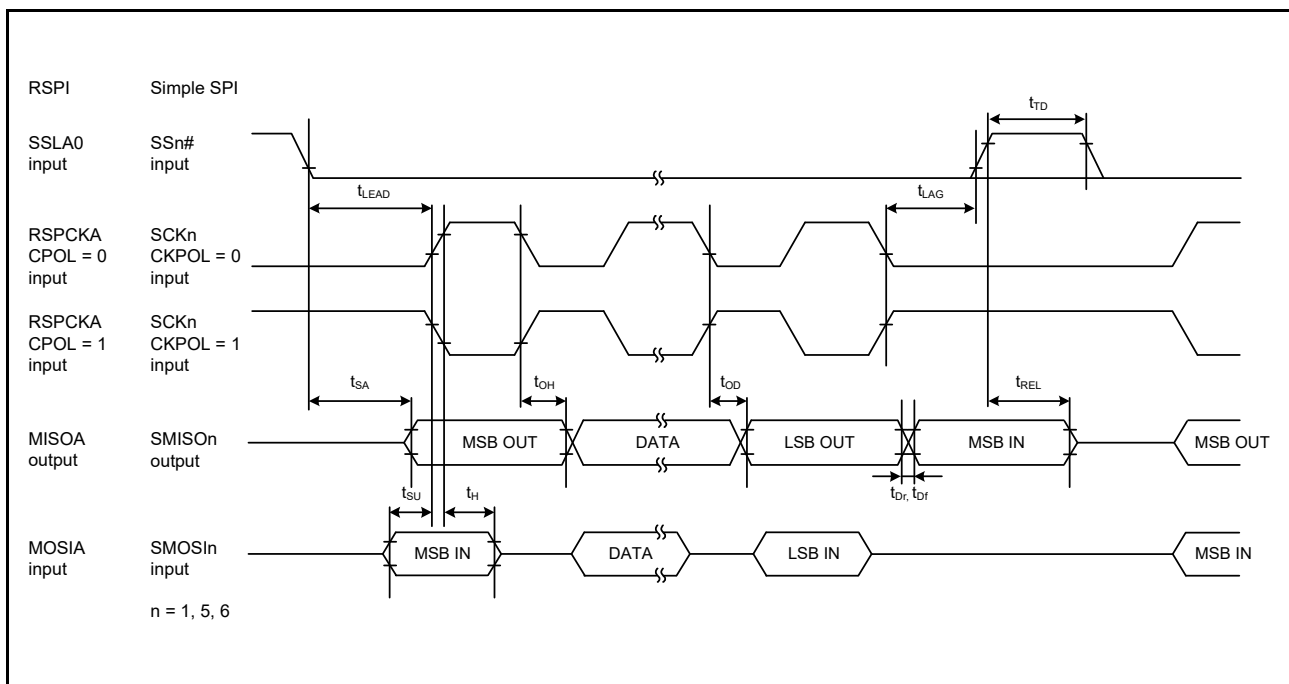 RSPI Simple SPI
tTD
SSLA0 SSn#
input input
tLEAD tLAG
RSPCKA SCKn
CPOL = 0 CKPOL = 0
input input
RSPCKA SCKn
CPOL = 1 CKPOL = 1
input input
tSA tOH tOD tREL
MISOA SMISOn
output output
MSB OUT DATA LSB OUT MSB IN MSB OUT
tSU tH tDr, tDf
MOSIA SMOSIn
input input
MSB IN DATA LSB IN MSB IN
n = 1, 5, 6